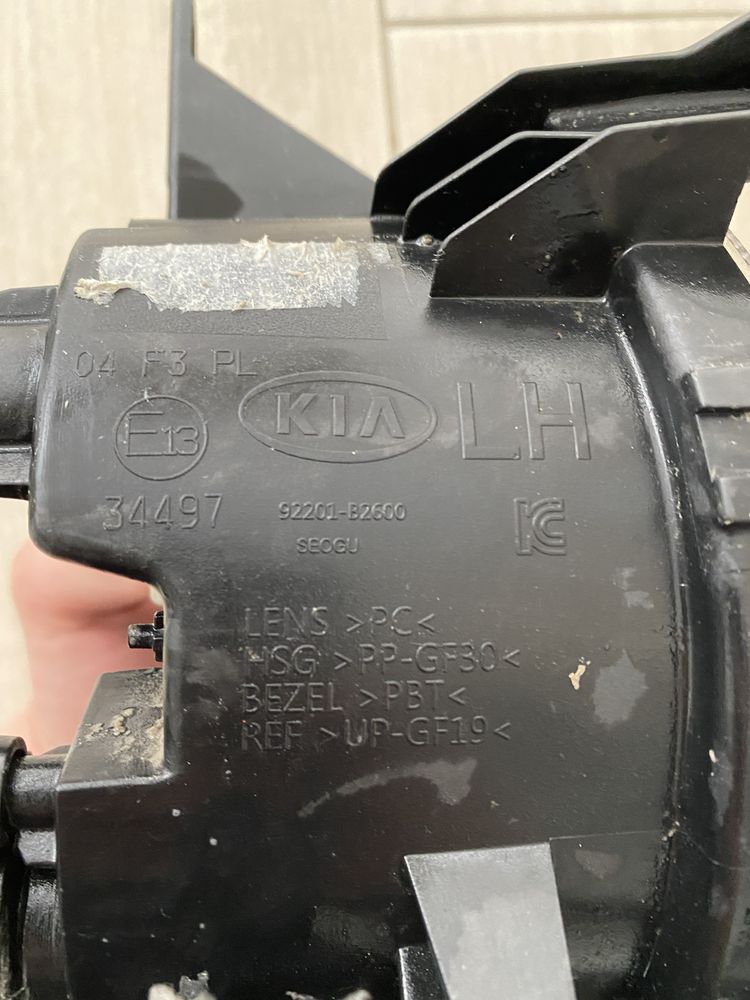 04 F3 PL
E13
KIA LH
34497
92201-B2600
SEOGU
KC
LENS >PC<
HSG >PP-GF30<
BEZEL >PBT<
REF >UP-GF19<